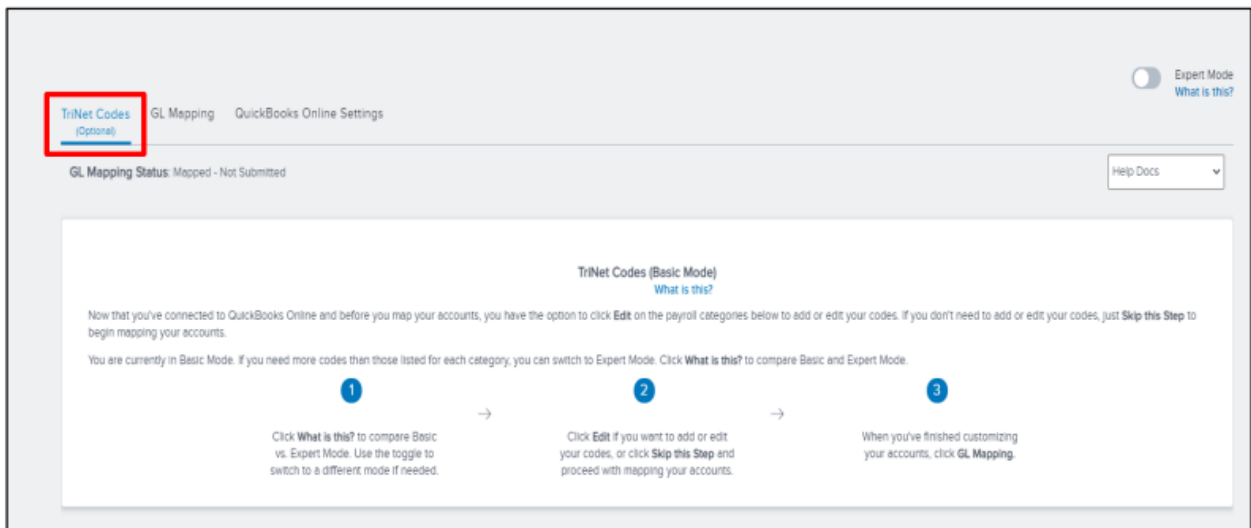 Expert Mode
What is this?
TriNet Codes GL Mapping QuickBooks Online Settings
(Optional)
GL Mapping Status: Mapped - Not Submitted
Help Docs
TriNet Codes (Basic Mode)
What is this?
Now that you've connected to QuickBooks Online and before you map your accounts, you have the option to click Edit on the payroll categories below to add or edit your codes. If you don't need to add or edit your codes, just Skip this Step to
begin mapping your accounts.
You are currently in Basic Mode. If you need more codes than those listed for each category, you can switch to Expert Mode. Click What is this? to compare Basic and Expert Mode.
1 → 2 → 3
Click What is this? to compare Basic
vs. Expert Mode. Use the toggle to
switch to a different mode if needed.
Click Edit if you want to add or edit
your codes, or click Skip this Step and
proceed with mapping your accounts.
When you've finished customizing
your accounts, click GL Mapping.